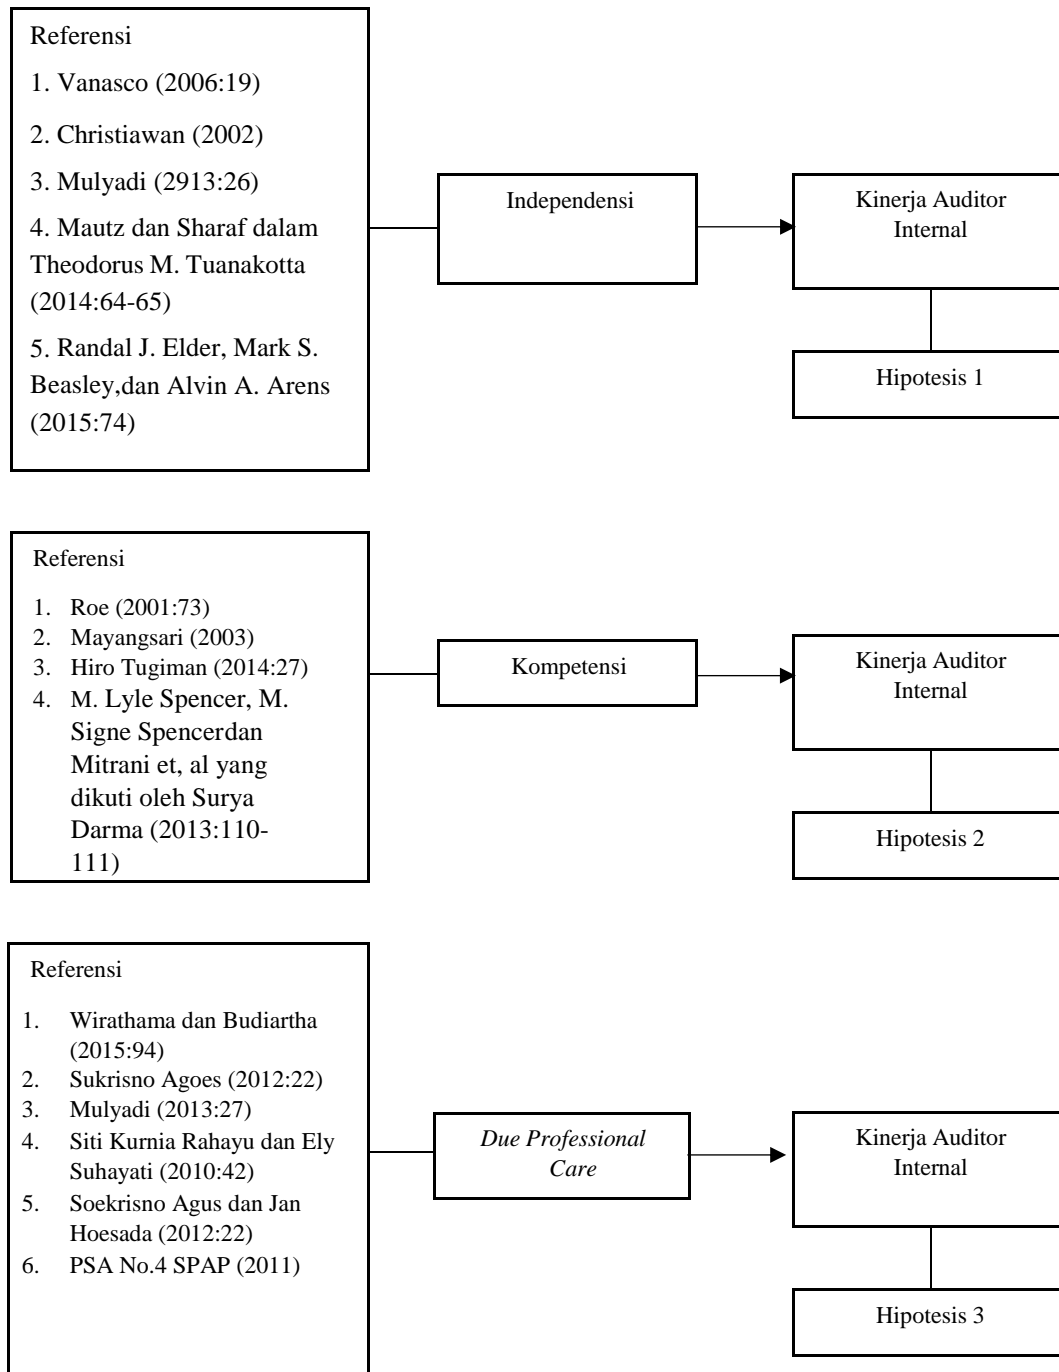 Referensi
1. Vanasco (2006:19)
2. Christiawan (2002)
3. Mulyadi (2913:26)
4. Mautz dan Sharaf dalam
Theodorus M. Tuanakotta
(2014:64-65)
5. Randal J. Elder, Mark S.
Beasley,dan Alvin A. Arens
(2015:74)
Independensi
Kinerja Auditor
Internal
Hipotesis 1
Referensi
1. Roe (2001:73)
2. Mayangsari (2003)
3. Hiro Tugiman (2014:27)
4. M. Lyle Spencer, M.
Signe Spencerdan
Mitrani et, al yang
dikuti oleh Surya
Darma (2013:110-
111)
Kompetensi
Kinerja Auditor
Internal
Hipotesis 2
Referensi
1. Wirathama dan Budiartha
(2015:94)
2. Sukrisno Agoes (2012:22)
3. Mulyadi (2013:27)
4. Siti Kurnia Rahayu dan Ely
Suhayati (2010:42)
5. Soekrisno Agus dan Jan
Hoesada (2012:22)
6. PSA No.4 SPAP (2011)
Due Professional
Care
Kinerja Auditor
Internal
Hipotesis 3